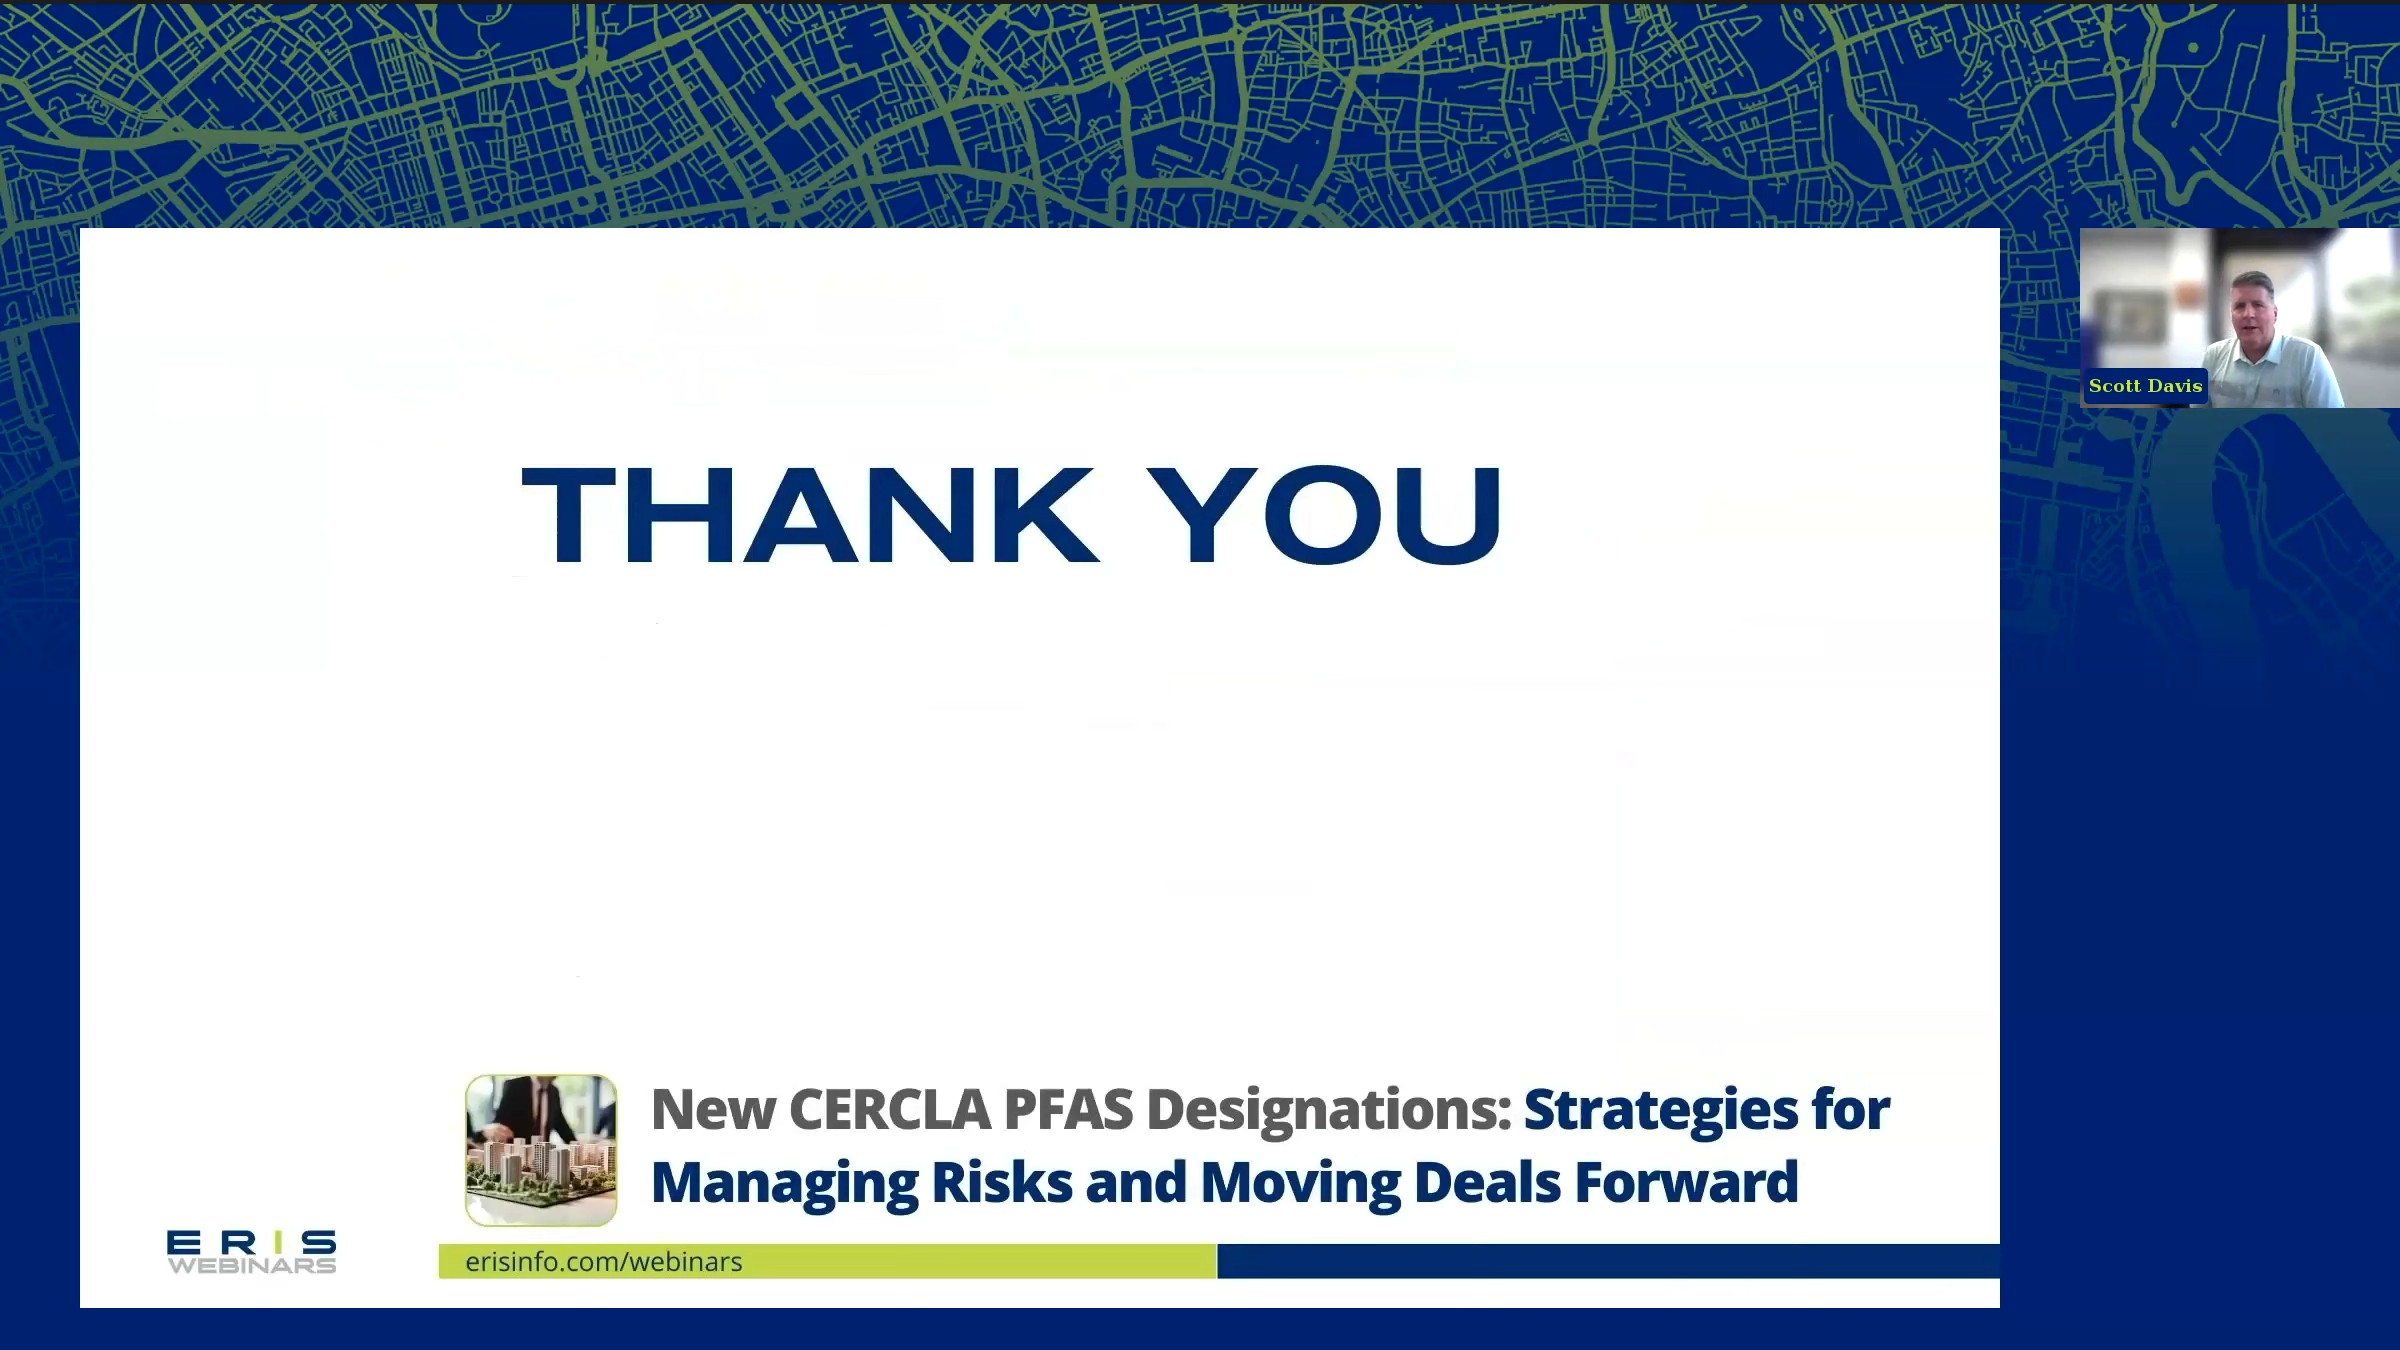 THANK YOU
Scott Davis
New CERCLA PFAS Designations: Strategies for
Managing Risks and Moving Deals Forward
ERIS
WEBINARS
erisinfo.com/webinars